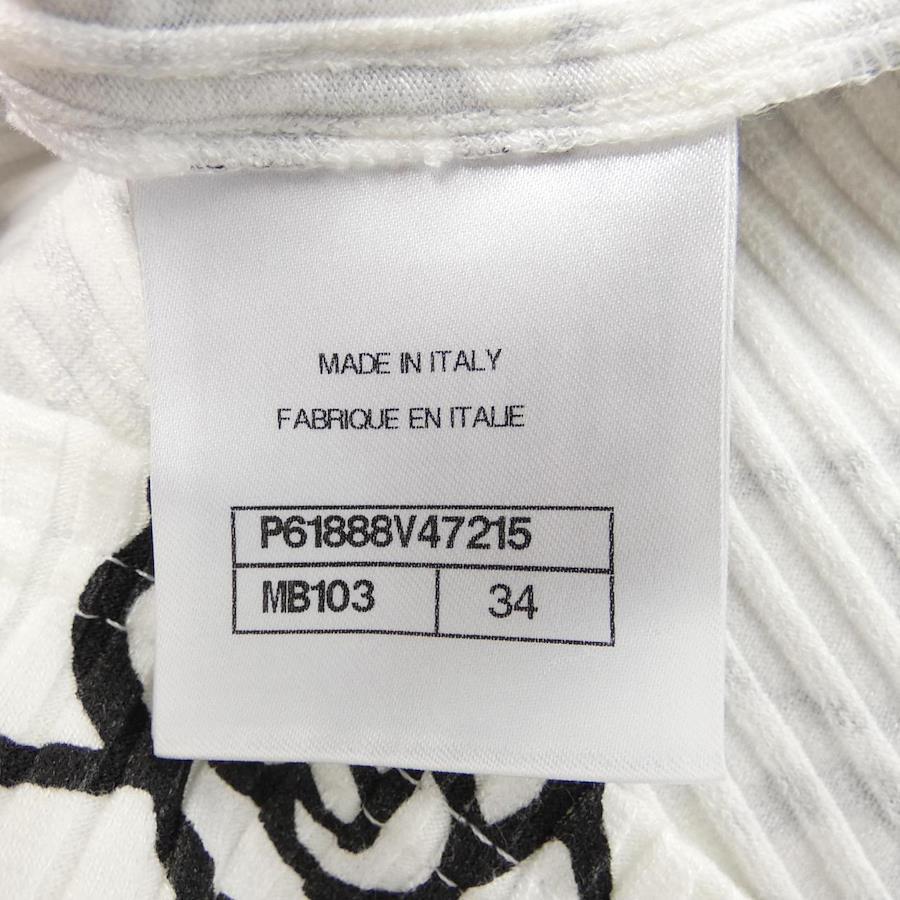 MADE IN ITALY
FABRIQUE EN ITALIE
P61888V47215
MB103 34